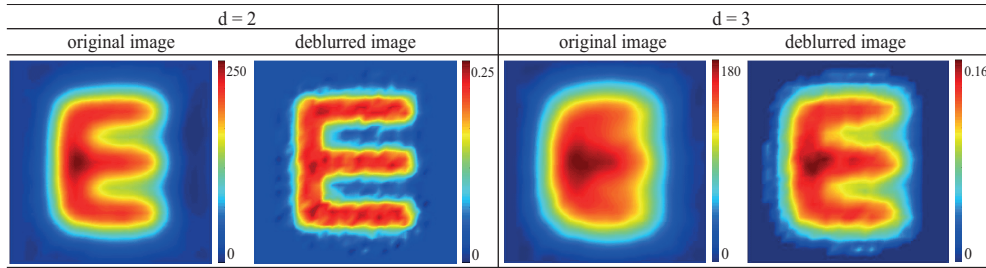 d = 2 d = 3
original image deblurred image original image deblurred image
250 0.25 180 0.16
0 0 0 0